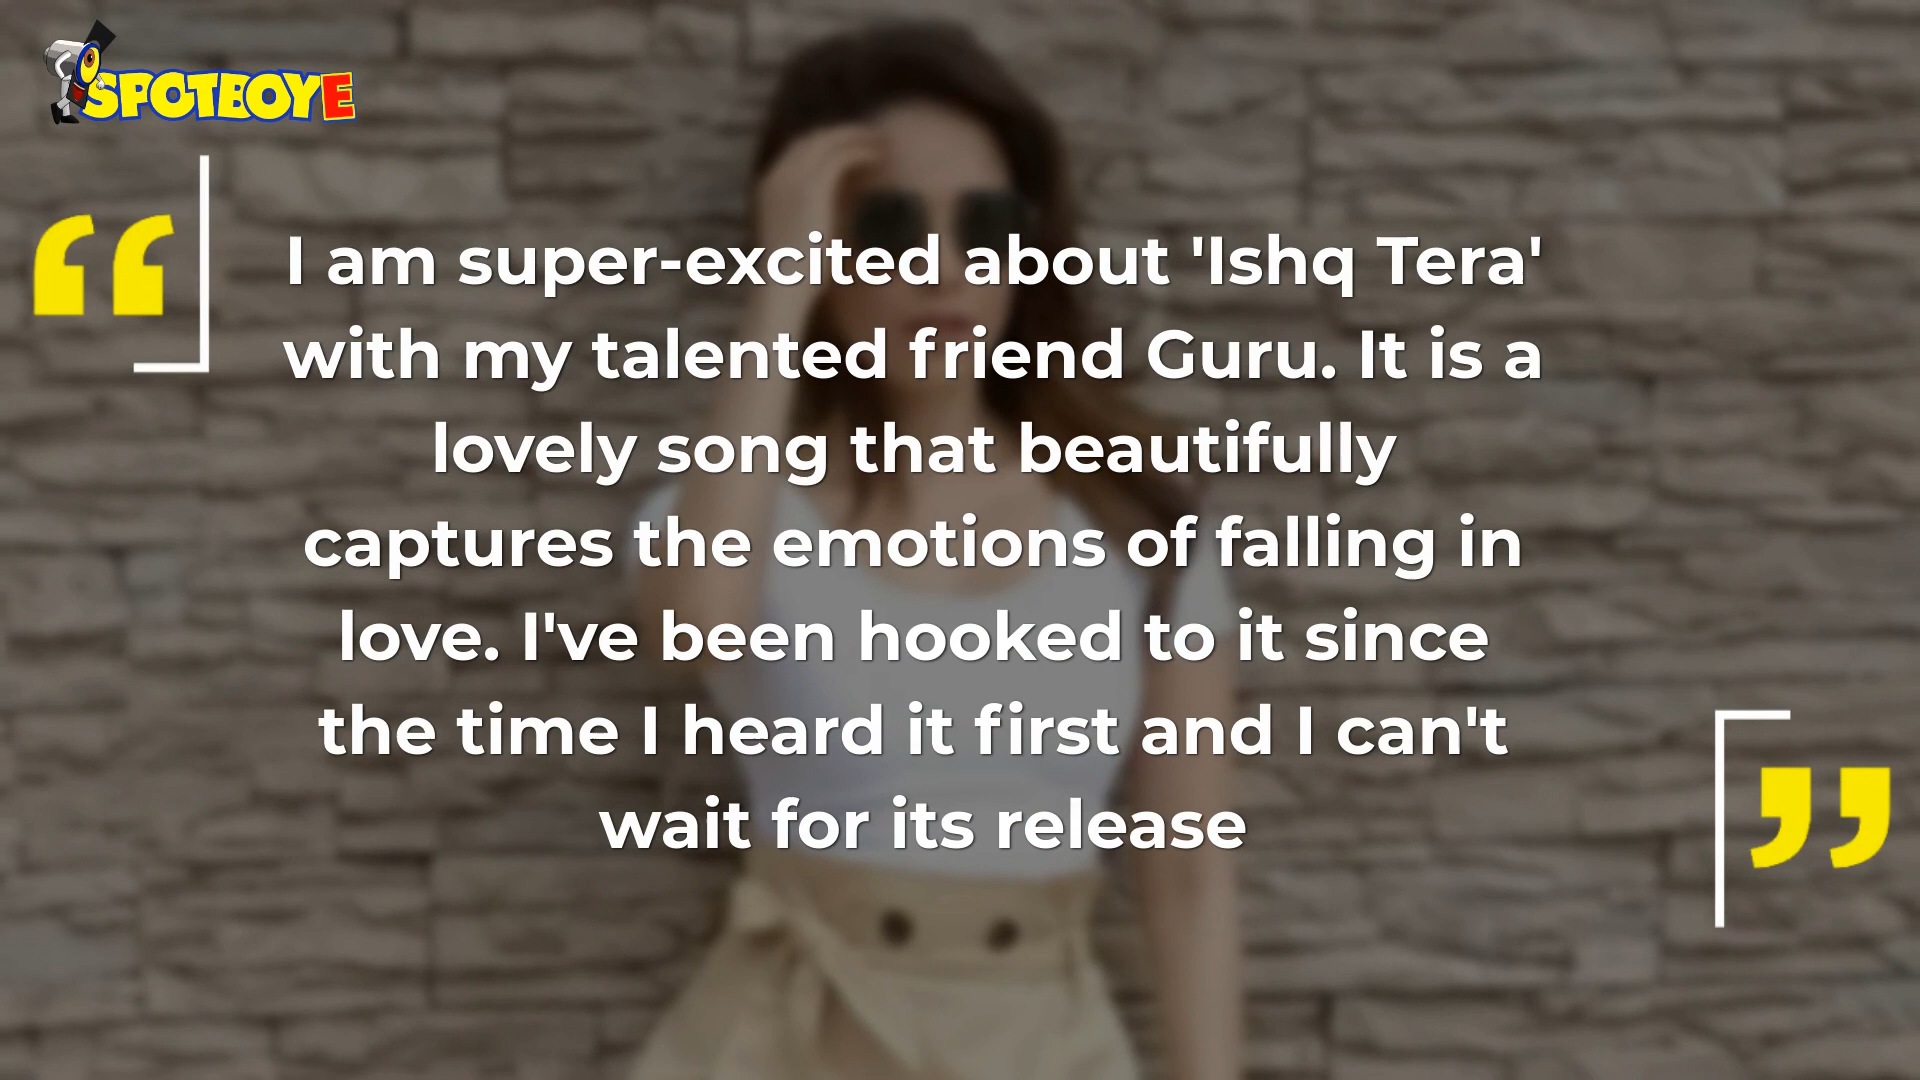 SPOTBOYE
“
I am super-excited about 'Ishq Tera'
with my talented friend Guru. It is a
lovely song that beautifully
captures the emotions of falling in
love. I've been hooked to it since
the time I heard it first and I can't
wait for its release
”